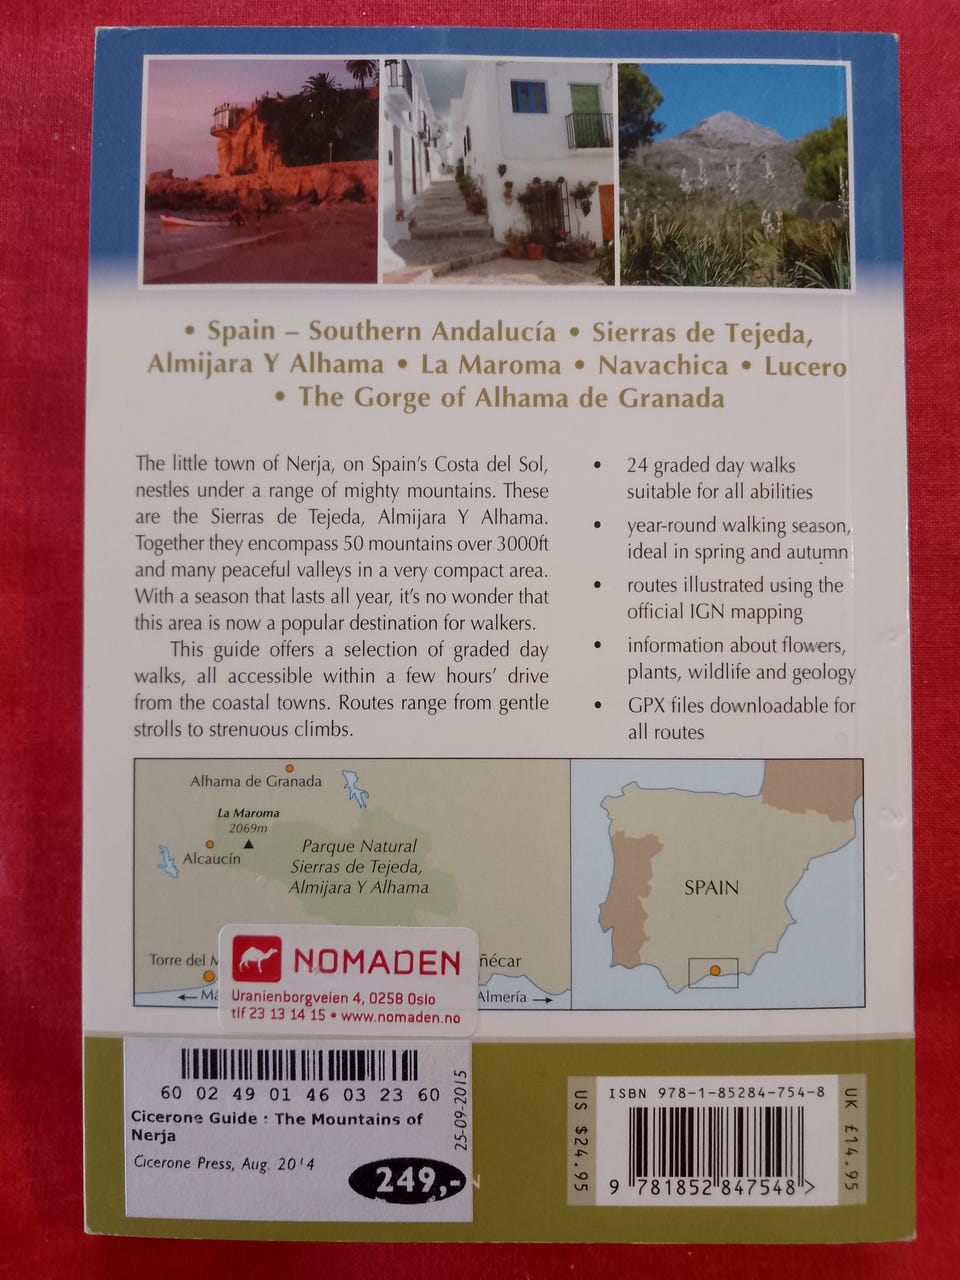 • Spain – Southern Andalucía • Sierras de Tejeda,
Almijara Y Alhama • La Maroma • Navachica • Lucero
• The Gorge of Alhama de Granada
The little town of Nerja, on Spain's Costa del Sol,
nestles under a range of mighty mountains. These
are the Sierras de Tejeda, Almijara Y Alhama.
Together they encompass 50 mountains over 3000ft
and many peaceful valleys in a very compact area.
With a season that lasts all year, it's no wonder that
this area is now a popular destination for walkers.
This guide offers a selection of graded day
walks, all accessible within a few hours' drive
from the coastal towns. Routes range from gentle
strolls to strenuous climbs.
• 24 graded day walks
suitable for all abilities
• year-round walking season,
ideal in spring and autumn
• routes illustrated using the
official IGN mapping
• information about flowers,
plants, wildlife and geology
• GPX files downloadable for
all routes
Alhama de Granada
La Maroma
2069m
Alcaucín
Parque Natural
Sierras de Tejeda,
Almijara Y Alhama
Torre del M
ñécar
Má
Almería
SPAIN
NOMADEN
Uranienborgveien 4, 0258 Oslo
tlf 23 13 14 15 • www.nomaden.no
60 02 49 01 46 03 23 60
25-09-2015
Cicerone Guide : The Mountains of
Nerja
Cicerone Press, Aug. 2014
249,-
US $24.95
ISBN 978-1-85284-754-8
9 781852 847548 >
UK £14.95